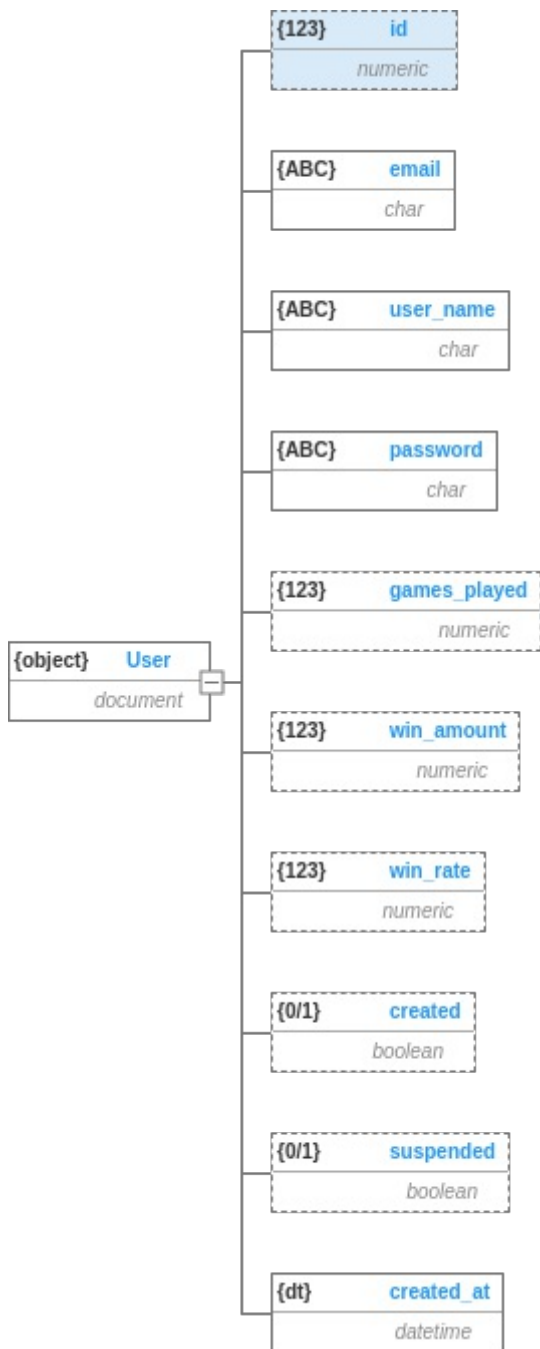 {123} id
numeric
{ABC} email
char
{ABC} user_name
char
{ABC} password
char
{123} games_played
numeric
{object} User
document
{123} win_amount
numeric
{123} win_rate
numeric
{0/1} created
boolean
{0/1} suspended
boolean
{dt} created_at
datetime